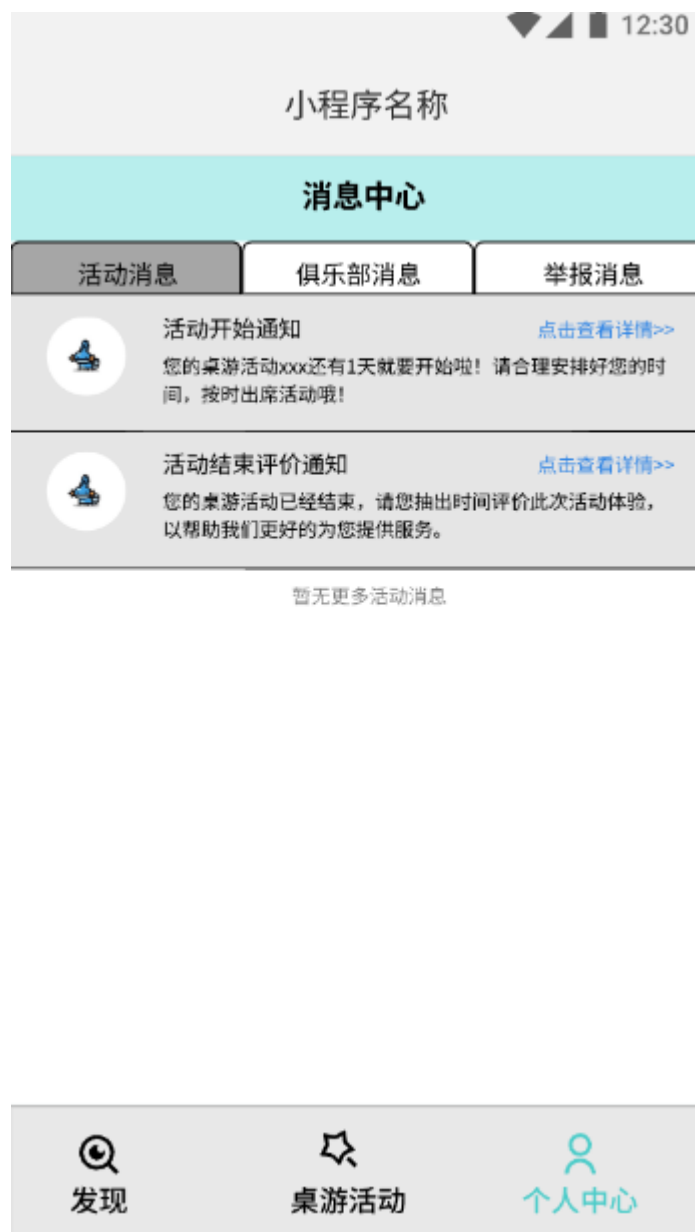 12:30
小程序名称
消息中心
活动消息
俱乐部消息
举报消息
活动开始通知
点击查看详情>>
您的桌游活动xxx还有1天就要开始啦！请合理安排好您的时
间，按时出席活动哦！
活动结束评价通知
点击查看详情>>
您的桌游活动已经结束，请您抽出时间评价此次活动体验，
以帮助我们更好的为您提供服务。
暂无更多活动消息
发现
桌游活动
个人中心